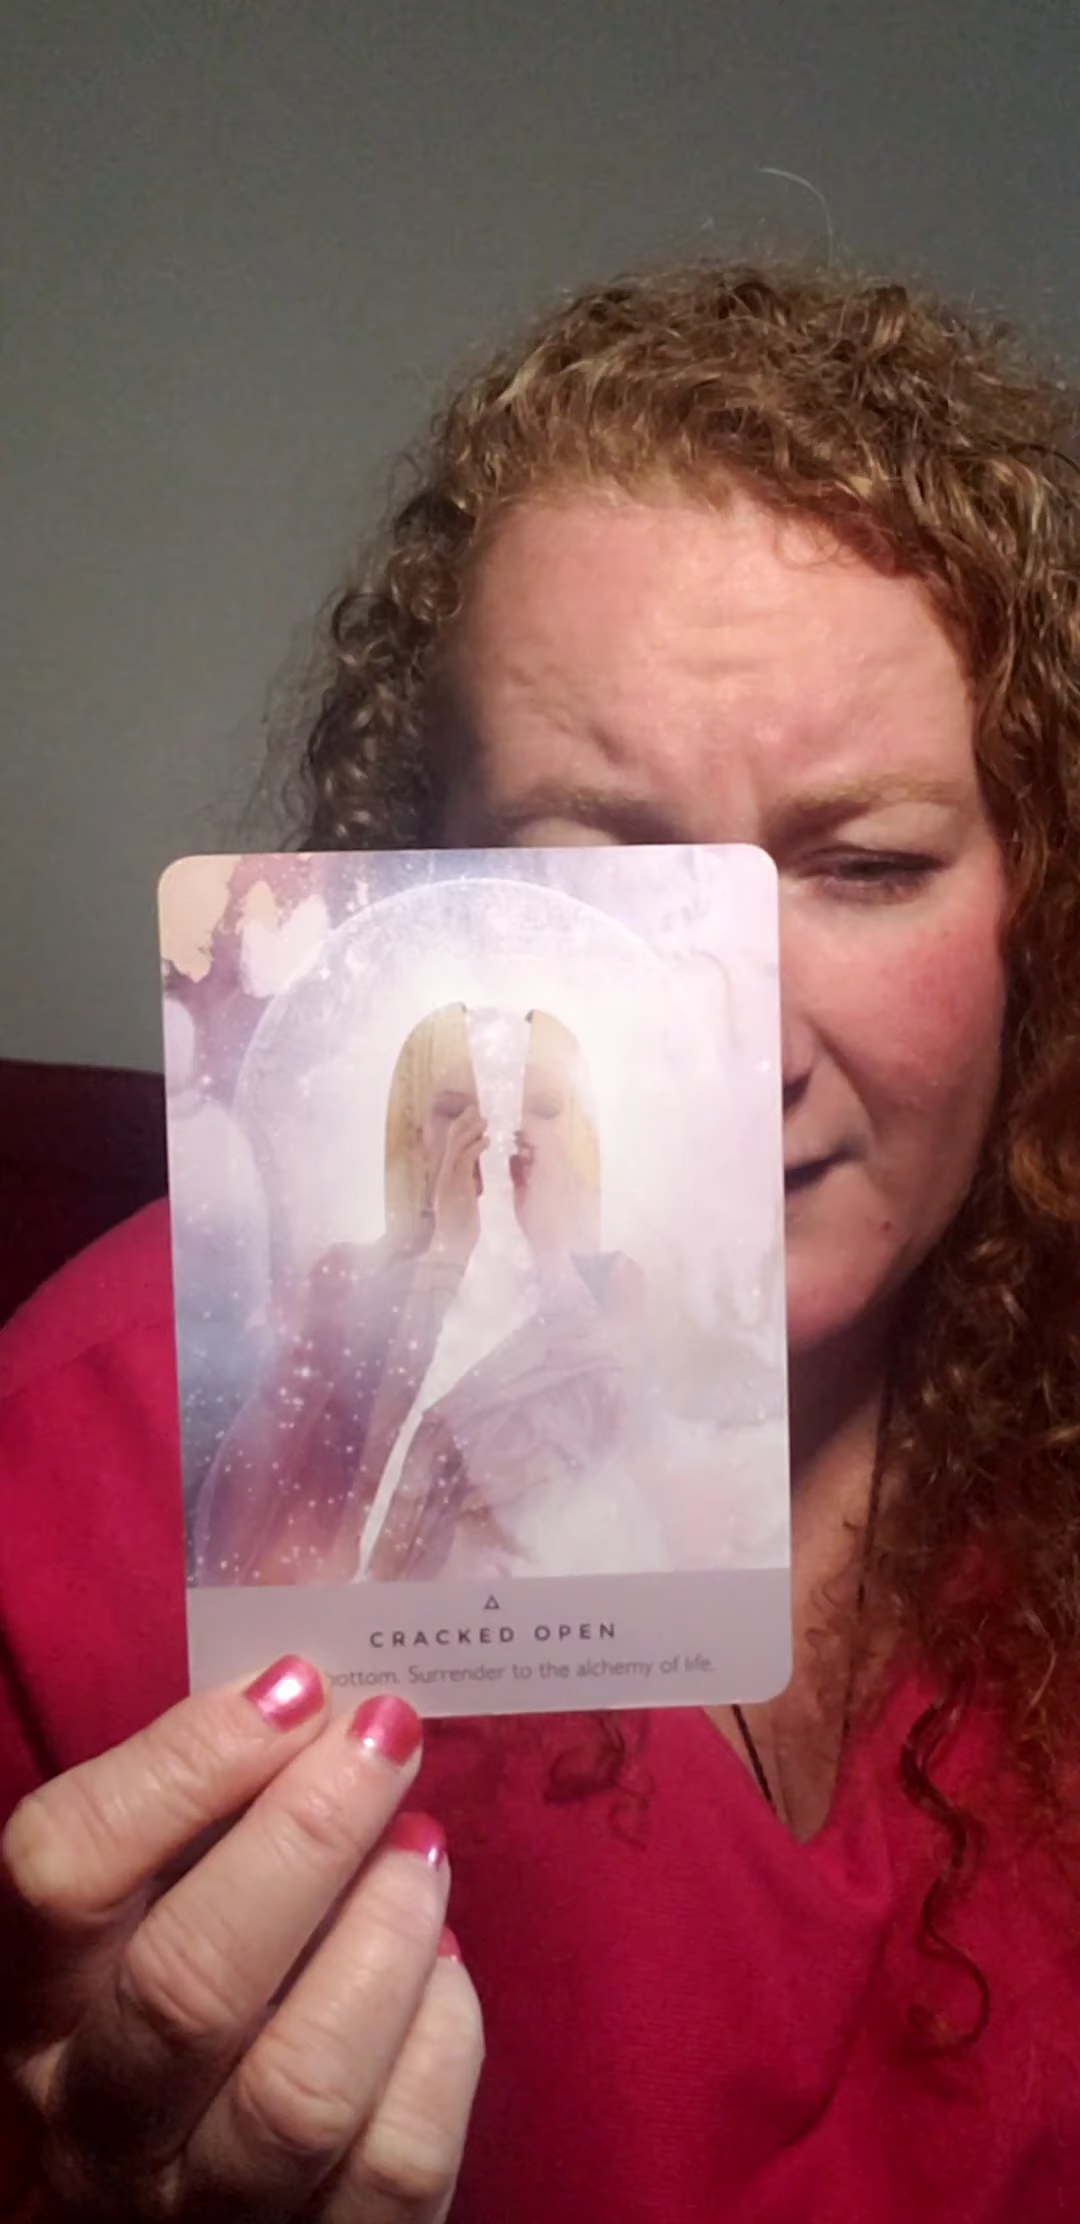 CRACKED OPEN
bottom. Surrender to the alchemy of life.